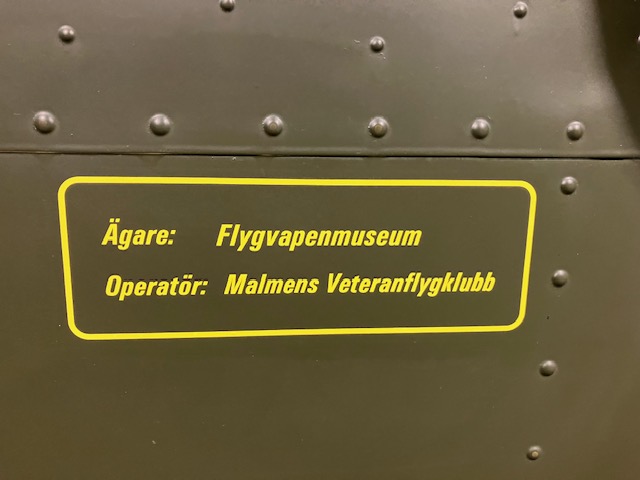 Ägare: Flygvapenmuseum
Operatör: Malmens Veteranflygklubb